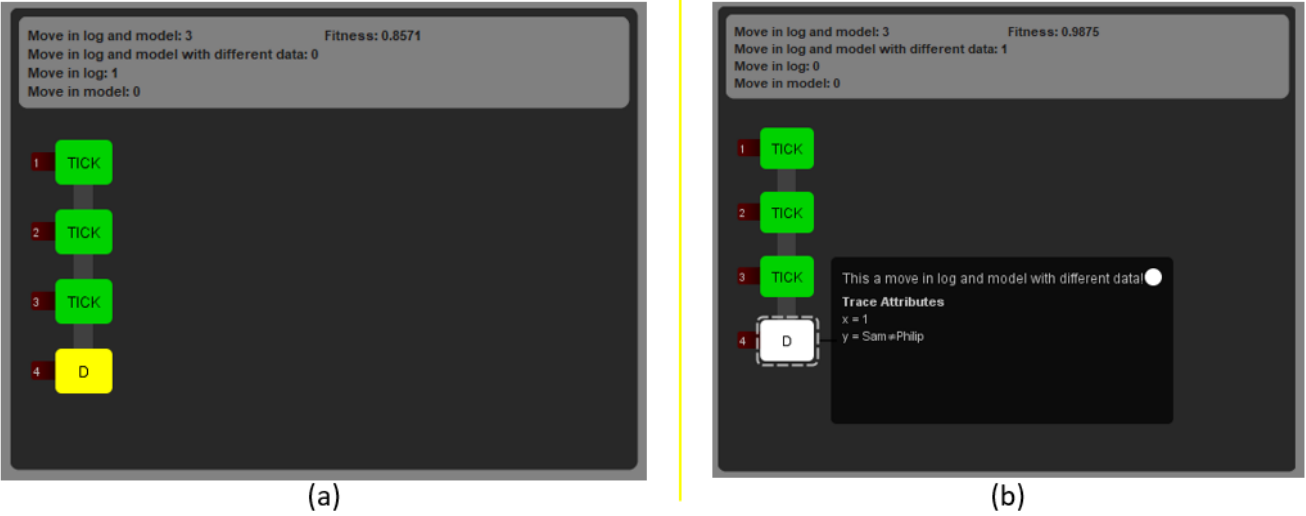 Move in log and model: 3 Fitness: 0.8571
Move in log and model with different data: 0
Move in log: 1
Move in model: 0
1 TICK
2 TICK
3 TICK
4 D
(a)
Move in log and model: 3 Fitness: 0.9875
Move in log and model with different data: 1
Move in log: 0
Move in model: 0
1 TICK
2 TICK
3 TICK
4 D
This a move in log and model with different data!
Trace Attributes
x = 1
y = Sam≠Philip
(b)